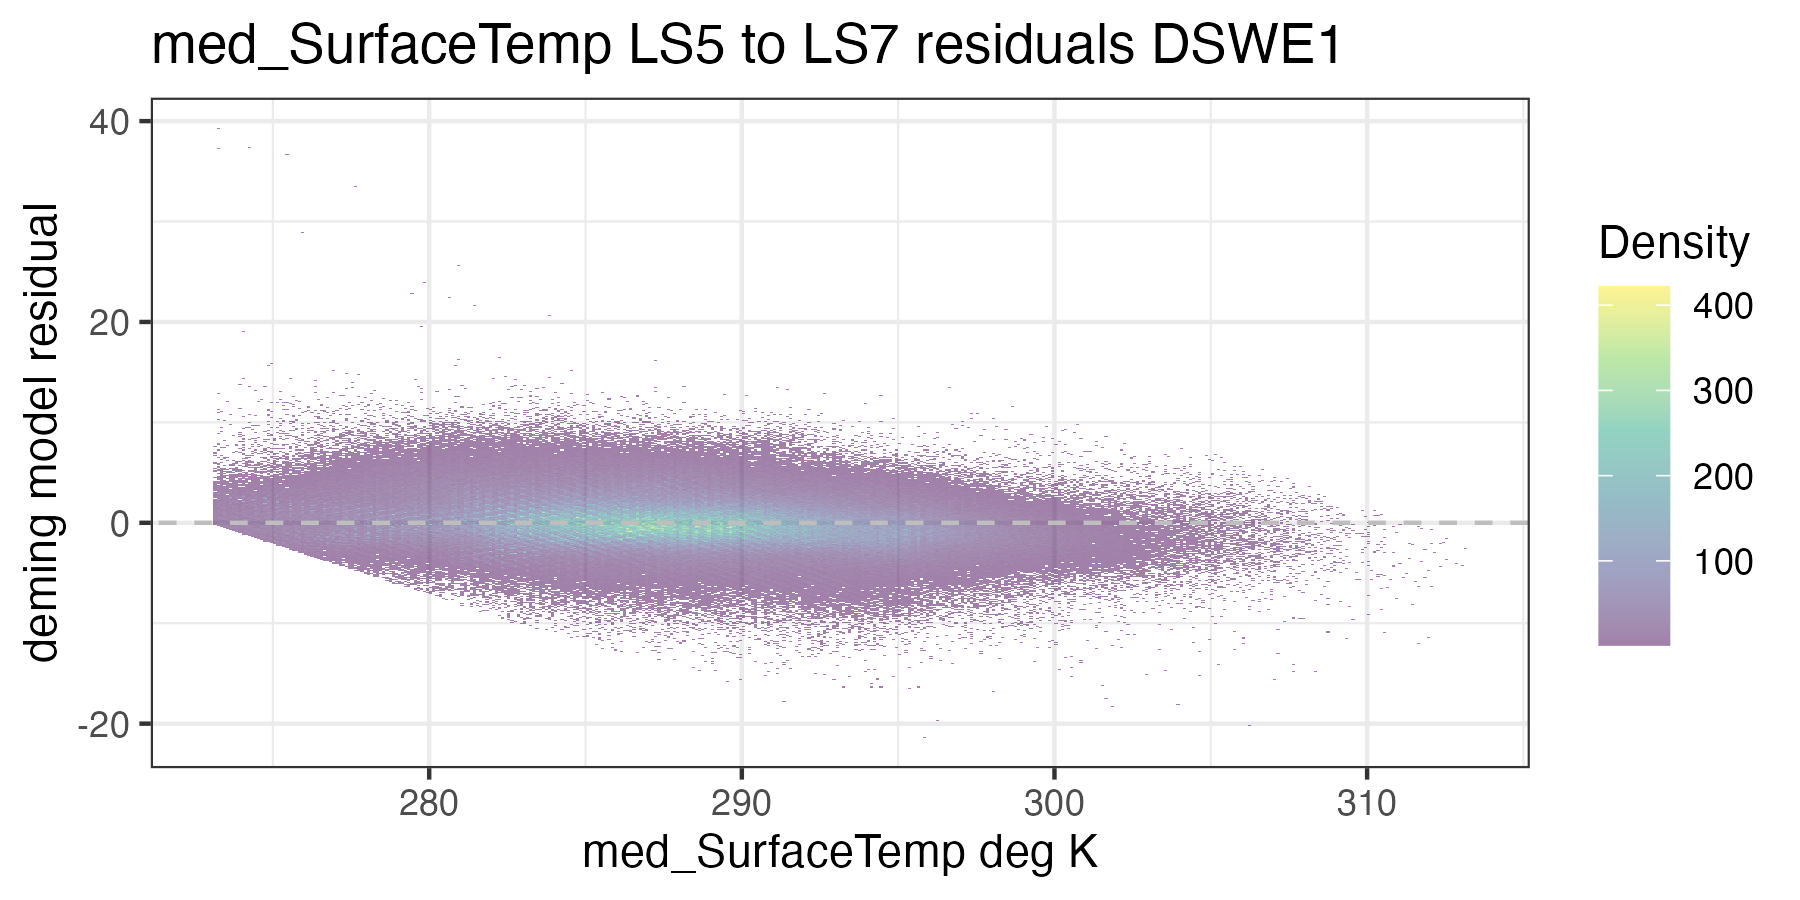 med_SurfaceTemp LS5 to LS7 residuals DSWE1
deming model residual
40
20
0
-20
280 290 300 310
med_SurfaceTemp deg K
Density
400
300
200
100